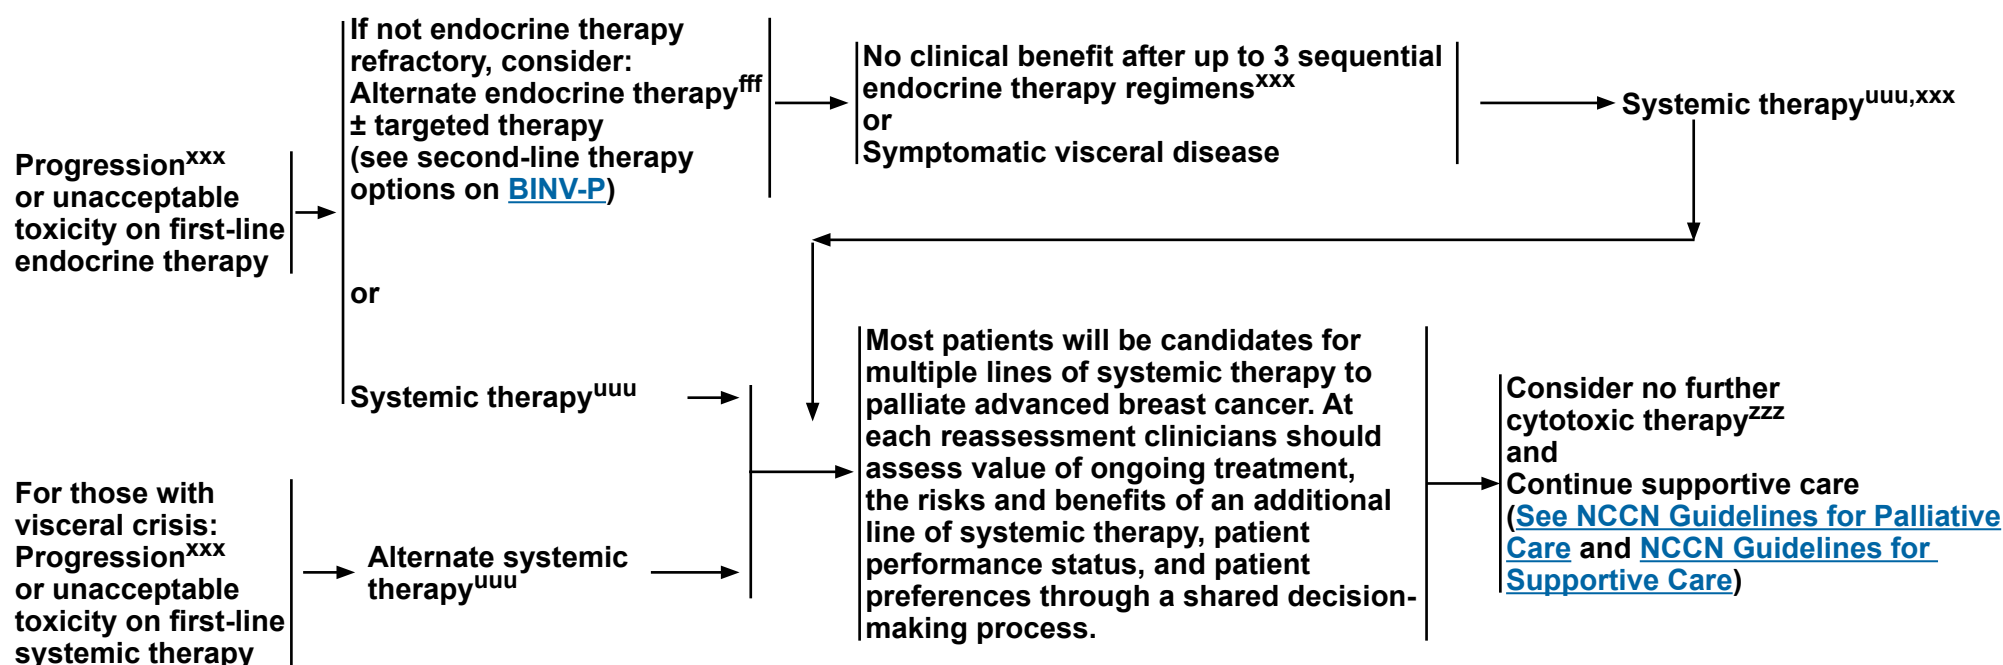 Progressionxxx
or unacceptable
toxicity on first-line
endocrine therapy
If not endocrine therapy
refractory, consider:
Alternate endocrine therapyfff
± targeted therapy
(see second-line therapy
options on BINV-P)
or
Systemic therapyuuu
No clinical benefit after up to 3 sequential
endocrine therapy regimensxxx
or
Symptomatic visceral disease
Systemic therapyuuu,xxx
For those with
visceral crisis:
Progressionxxx
or unacceptable
toxicity on first-line
systemic therapy
Alternate systemic
therapyuuu
Most patients will be candidates for
multiple lines of systemic therapy to
palliate advanced breast cancer. At
each reassessment clinicians should
assess value of ongoing treatment,
the risks and benefits of an additional
line of systemic therapy, patient
performance status, and patient
preferences through a shared decision-
making process.
Consider no further
cytotoxic therapyzzz
and
Continue supportive care
(See NCCN Guidelines for Palliative
Care and NCCN Guidelines for
Supportive Care)